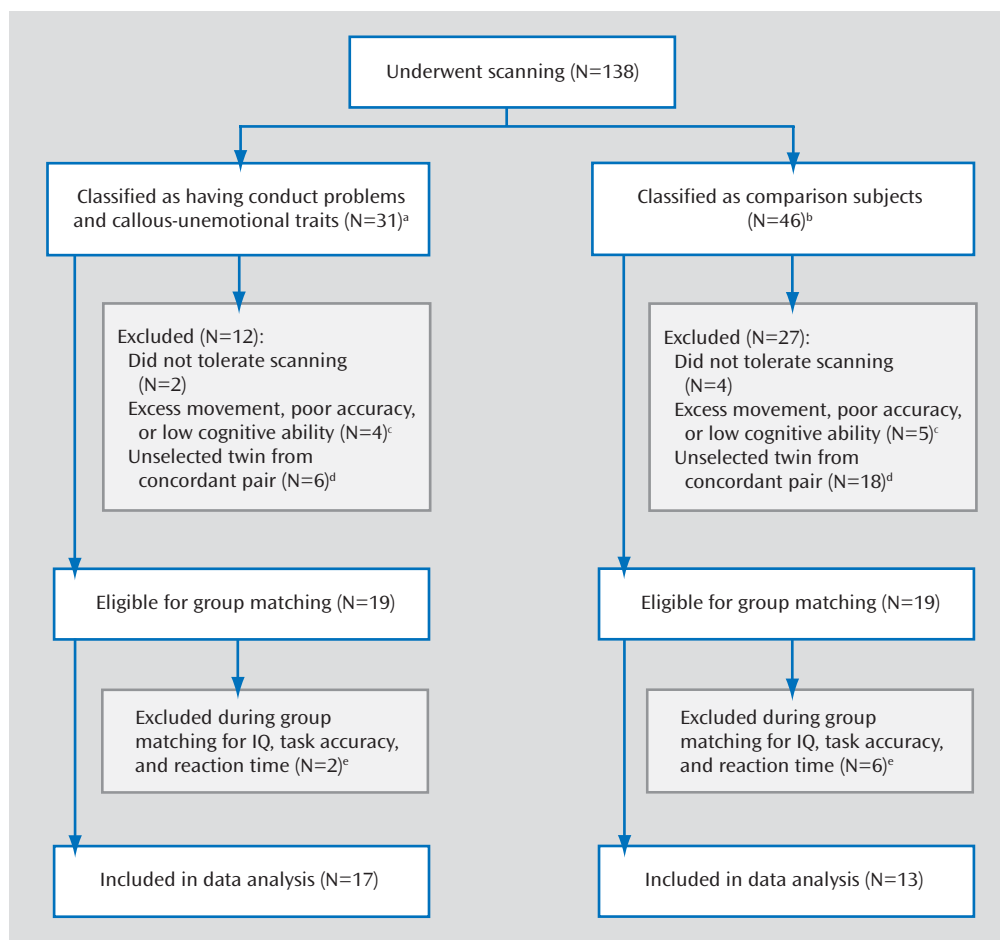 Underwent scanning (N=138)
Classified as having conduct problems
and callous-unemotional traits (N=31)ᵃ
Classified as comparison subjects
(N=46)ᵇ
Excluded (N=12):
Did not tolerate scanning
(N=2)
Excess movement, poor accuracy,
or low cognitive ability (N=4)ᶜ
Unselected twin from
concordant pair (N=6)ᵈ
Excluded (N=27):
Did not tolerate scanning
(N=4)
Excess movement, poor accuracy,
or low cognitive ability (N=5)ᶜ
Unselected twin from
concordant pair (N=18)ᵈ
Eligible for group matching (N=19)
Eligible for group matching (N=19)
Excluded during group
matching for IQ, task accuracy,
and reaction time (N=2)ᵉ
Excluded during group
matching for IQ, task accuracy,
and reaction time (N=6)ᵉ
Included in data analysis (N=17)
Included in data analysis (N=13)